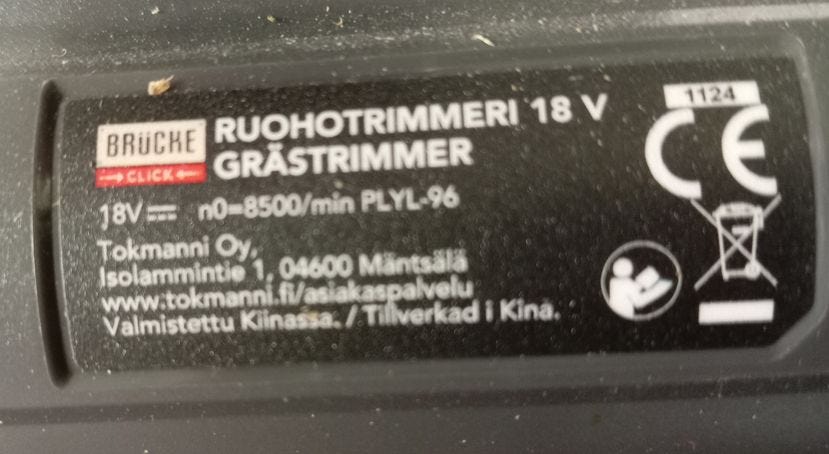 1124
BRÜCKE
CLICK
RUOHOTRIMMERI 18 V
GRÄSTRIMMER
18V n0=8500/min PLYL-96
Tokmanni Oy,
Isolammintie 1, 04600 Mäntsälä
www.tokmanni.fi/asiakaspalvelu
Valmistettu Kiinassa. / Tillverkad i Kina.
CE